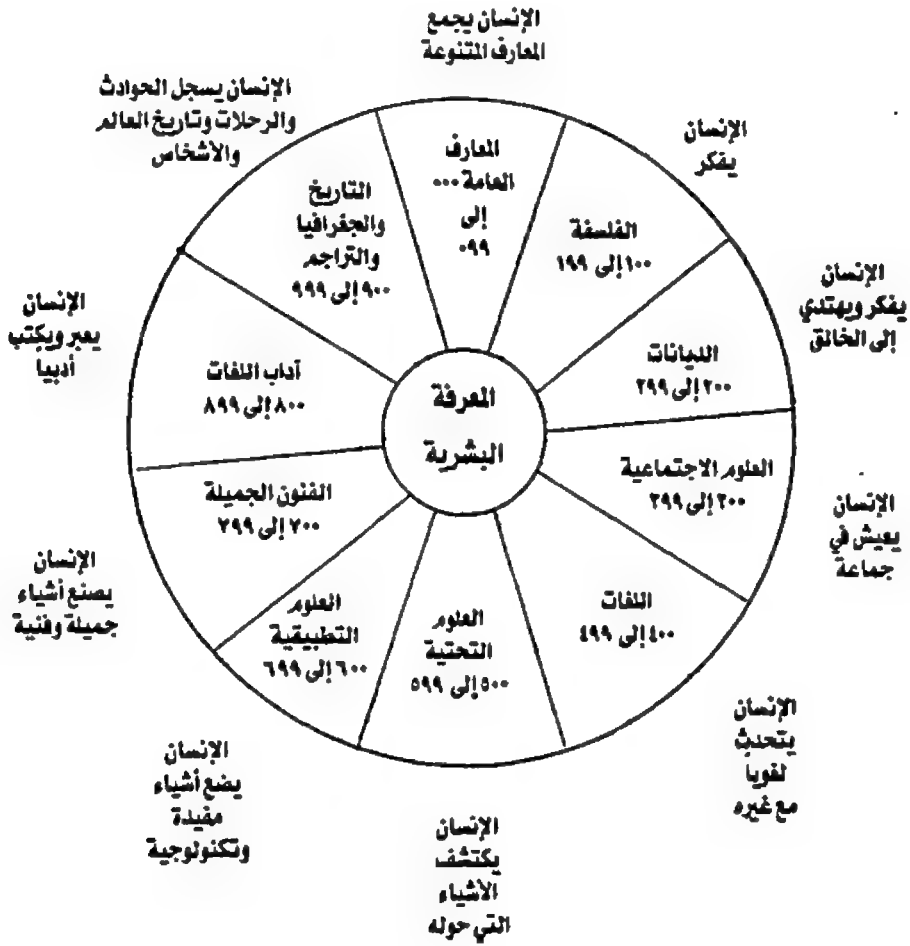 الإنسان يجمع
المعارف المتنوعة
الإنسان
يفكر
الإنسان
يفكر ويهتدي
إلى الخالق
الإنسان
يعيش في
جماعة
الإنسان
يتحدث
لغويا
مع غيره
الإنسان
يكتشف
الأشياء
التي حوله
الإنسان
يضع أشياء
مفيدة
وتكنولوجية
الإنسان
يصنع أشياء
جميلة وفنية
الإنسان
يعبر ويكتب
أدبيا
الإنسان يسجل الحوادث
والرحلات وتاريخ العالم
والأشخاص
المعارف
العامة ٠٠٠
إلى
٠٩٩
الفلسفة
١٠٠ إلى ١٩٩
الديانات
٢٠٠ إلى ٢٩٩
العلوم الاجتماعية
٣٠٠ إلى ٣٩٩
اللغات
٤٠٠ إلى ٤٩٩
العلوم
التحتية
٥٠٠ إلى ٥٩٩
العلوم
التطبيقية
٦٠٠ إلى ٦٩٩
الفنون الجميلة
٧٠٠ إلى ٧٩٩
آداب اللغات
٨٠٠ إلى ٨٩٩
التاريخ
والجغرافيا
والتراجم
٩٠٠ إلى ٩٩٩
المعرفة
البشرية